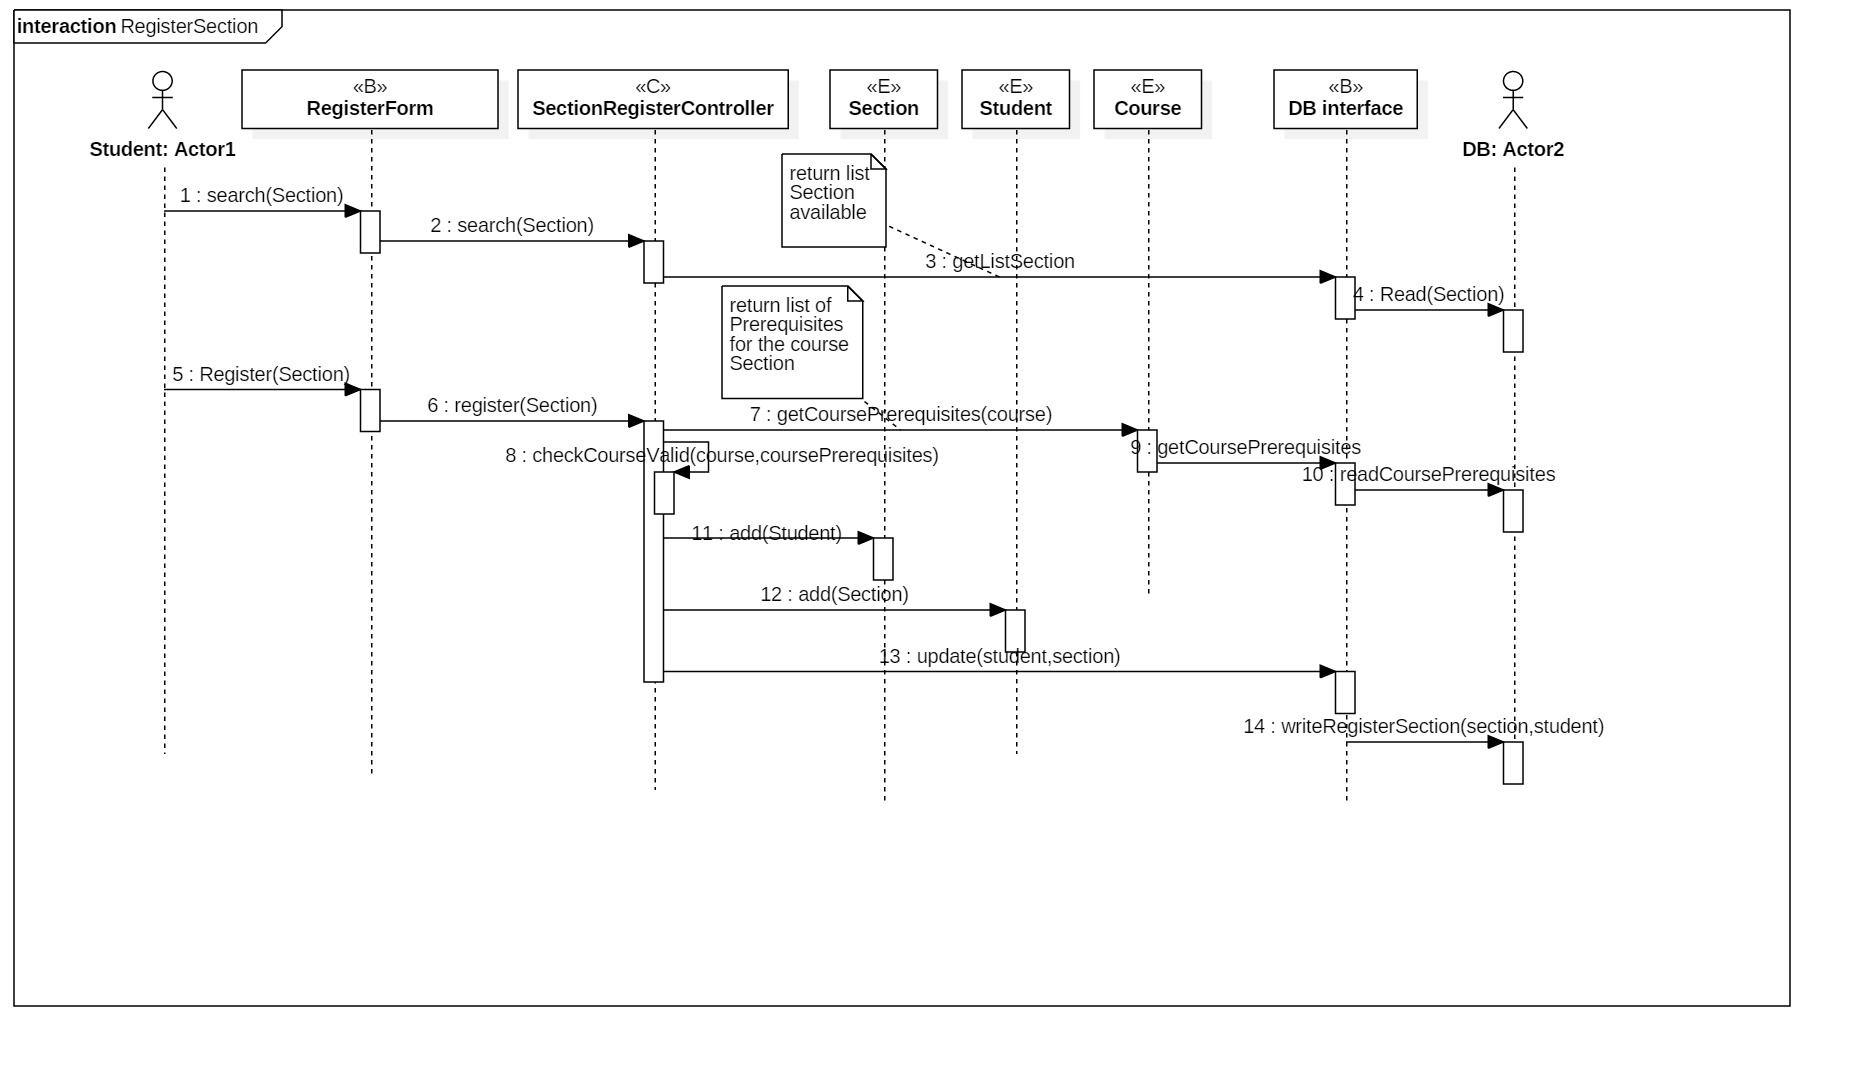 interaction RegisterSection
«B»
RegisterForm
«C»
SectionRegisterController
«E»
Section
«E»
Student
«E»
Course
«B»
DB interface
Student: Actor1
DB: Actor2
return list
Section
available
1 : search(Section)
2 : search(Section)
3 : getListSection
4 : Read(Section)
return list of
Prerequisites
for the course
Section
5 : Register(Section)
6 : register(Section)
7 : getCoursePrerequisites(course)
8 : checkCourseValid(course,coursePrerequisites)
9 : getCoursePrerequisites
10 : readCoursePrerequisites
11 : add(Student)
12 : add(Section)
13 : update(student,section)
14 : writeRegisterSection(section,student)